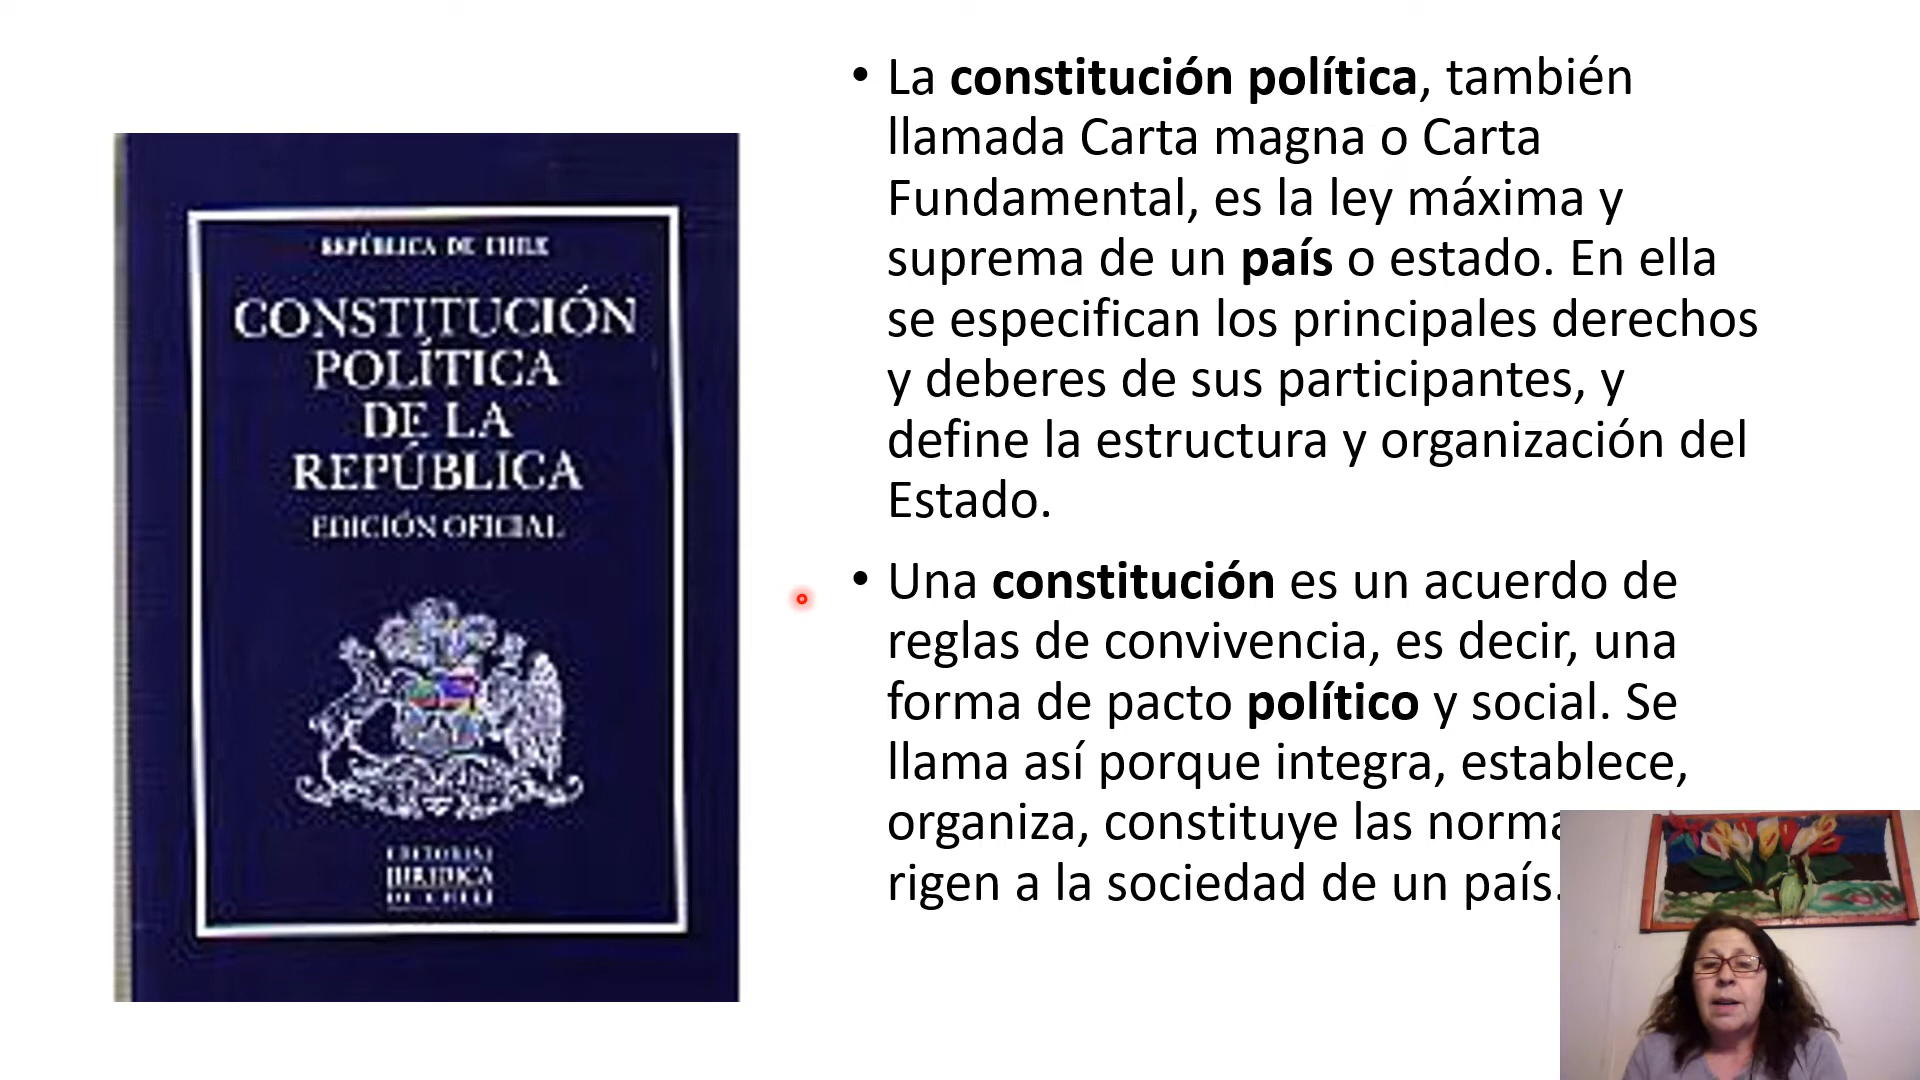 REPÚBLICA DE CHILE
CONSTITUCIÓN
POLÍTICA
DE LA
REPÚBLICA
EDICIÓN OFICIAL
EDITORIAL
JURIDICA
DE CHILE
• La constitución política, también
llamada Carta magna o Carta
Fundamental, es la ley máxima y
suprema de un país o estado. En ella
se especifican los principales derechos
y deberes de sus participantes, y
define la estructura y organización del
Estado.
• Una constitución es un acuerdo de
reglas de convivencia, es decir, una
forma de pacto político y social. Se
llama así porque integra, establece,
organiza, constituye las norma
rigen a la sociedad de un país.